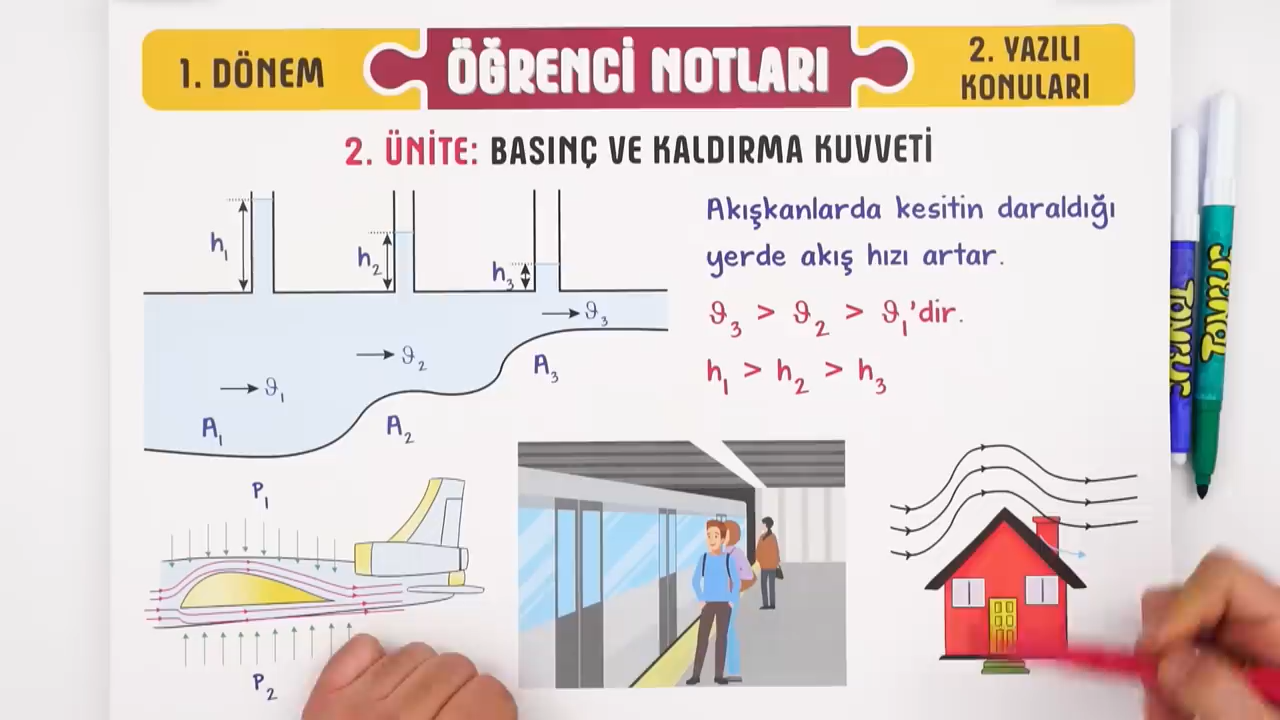 1. DÖNEM
ÖĞRENCİ NOTLARI
2. YAZILI
KONULARI
2. ÜNİTE: BASINÇ VE KALDIRMA KUVVETİ
h₁
h₂
h₃
ϑ₁
ϑ₂
ϑ₃
A₁
A₂
A₃
Akışkanlarda kesitin daraldığı
yerde akış hızı artar.
ϑ₃ > ϑ₂ > ϑ₁'dir.
h₁ > h₂ > h₃
P₁
P₂